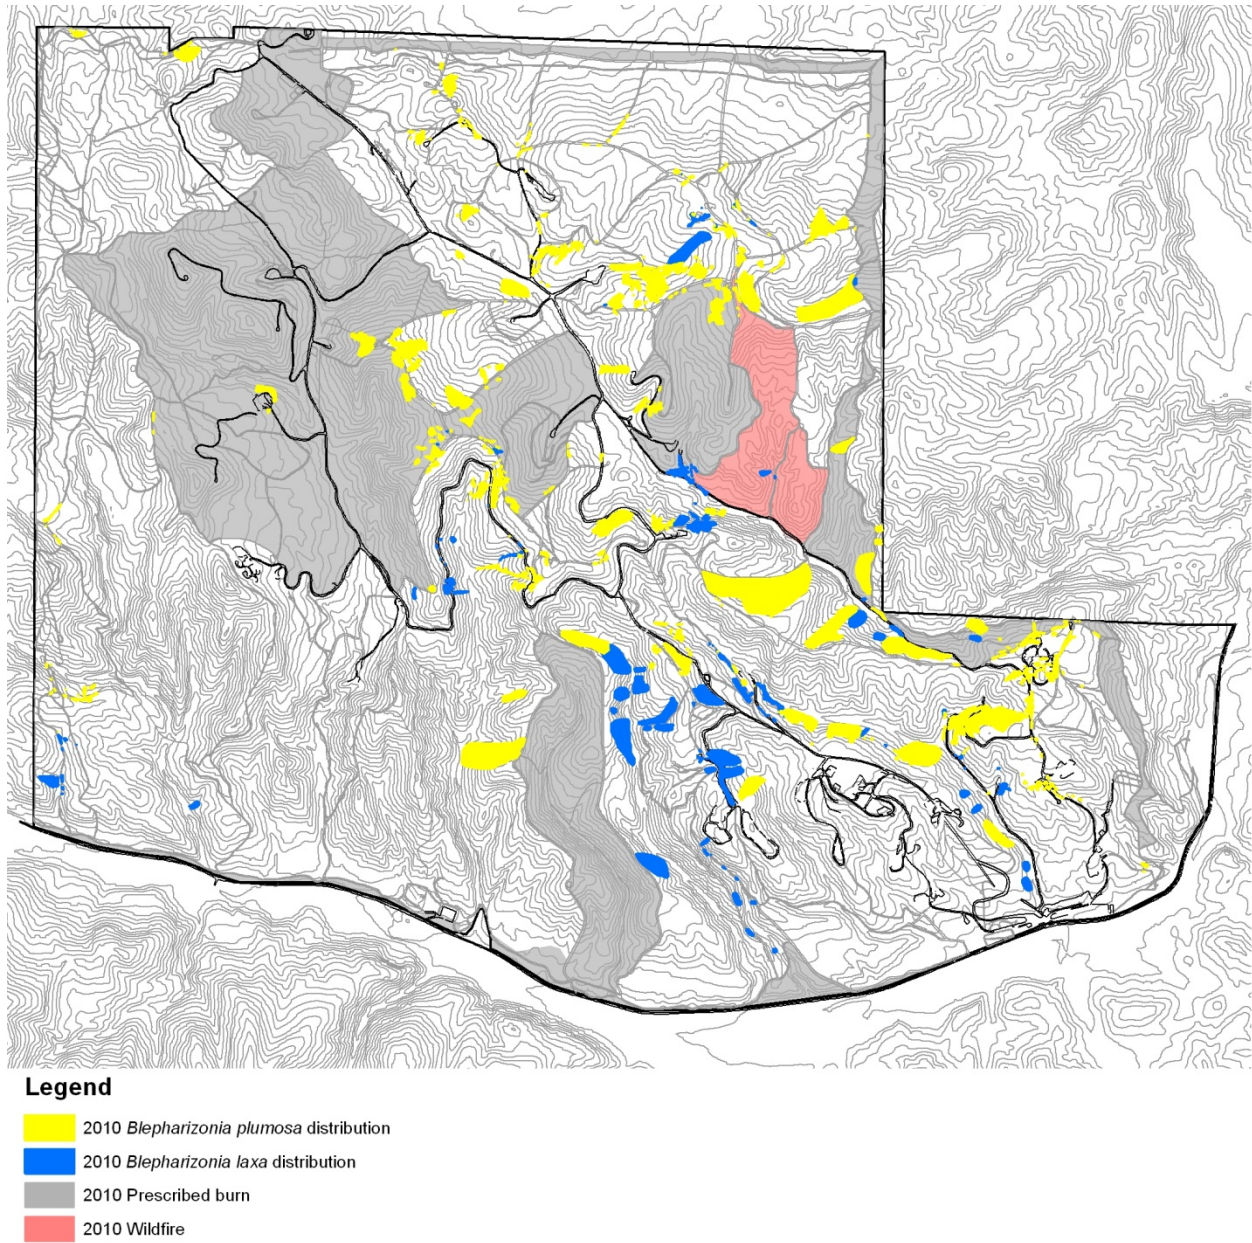 Legend
2010 Blepharizonia plumosa distribution
2010 Blepharizonia laxa distribution
2010 Prescribed burn
2010 Wildfire